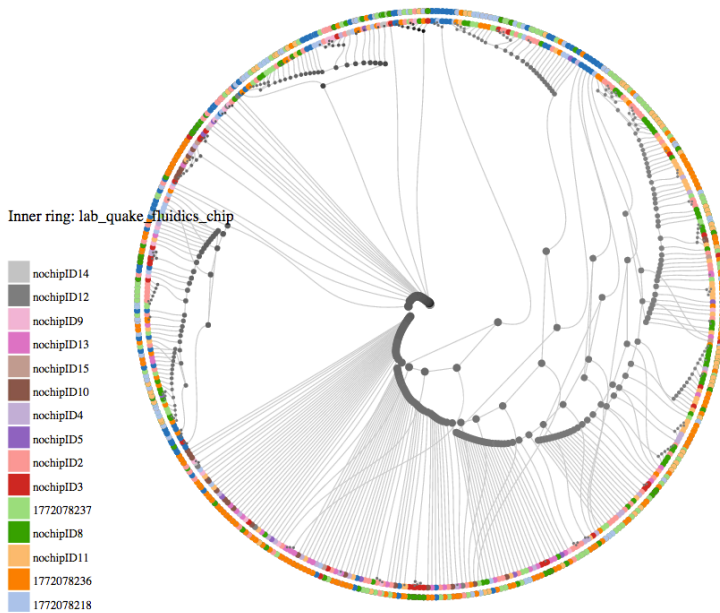 Inner ring: lab_quake_fluidics_chip
nochipID14
nochipID12
nochipID9
nochipID13
nochipID15
nochipID10
nochipID4
nochipID5
nochipID2
nochipID3
1772078237
nochipID8
nochipID11
1772078236
1772078218